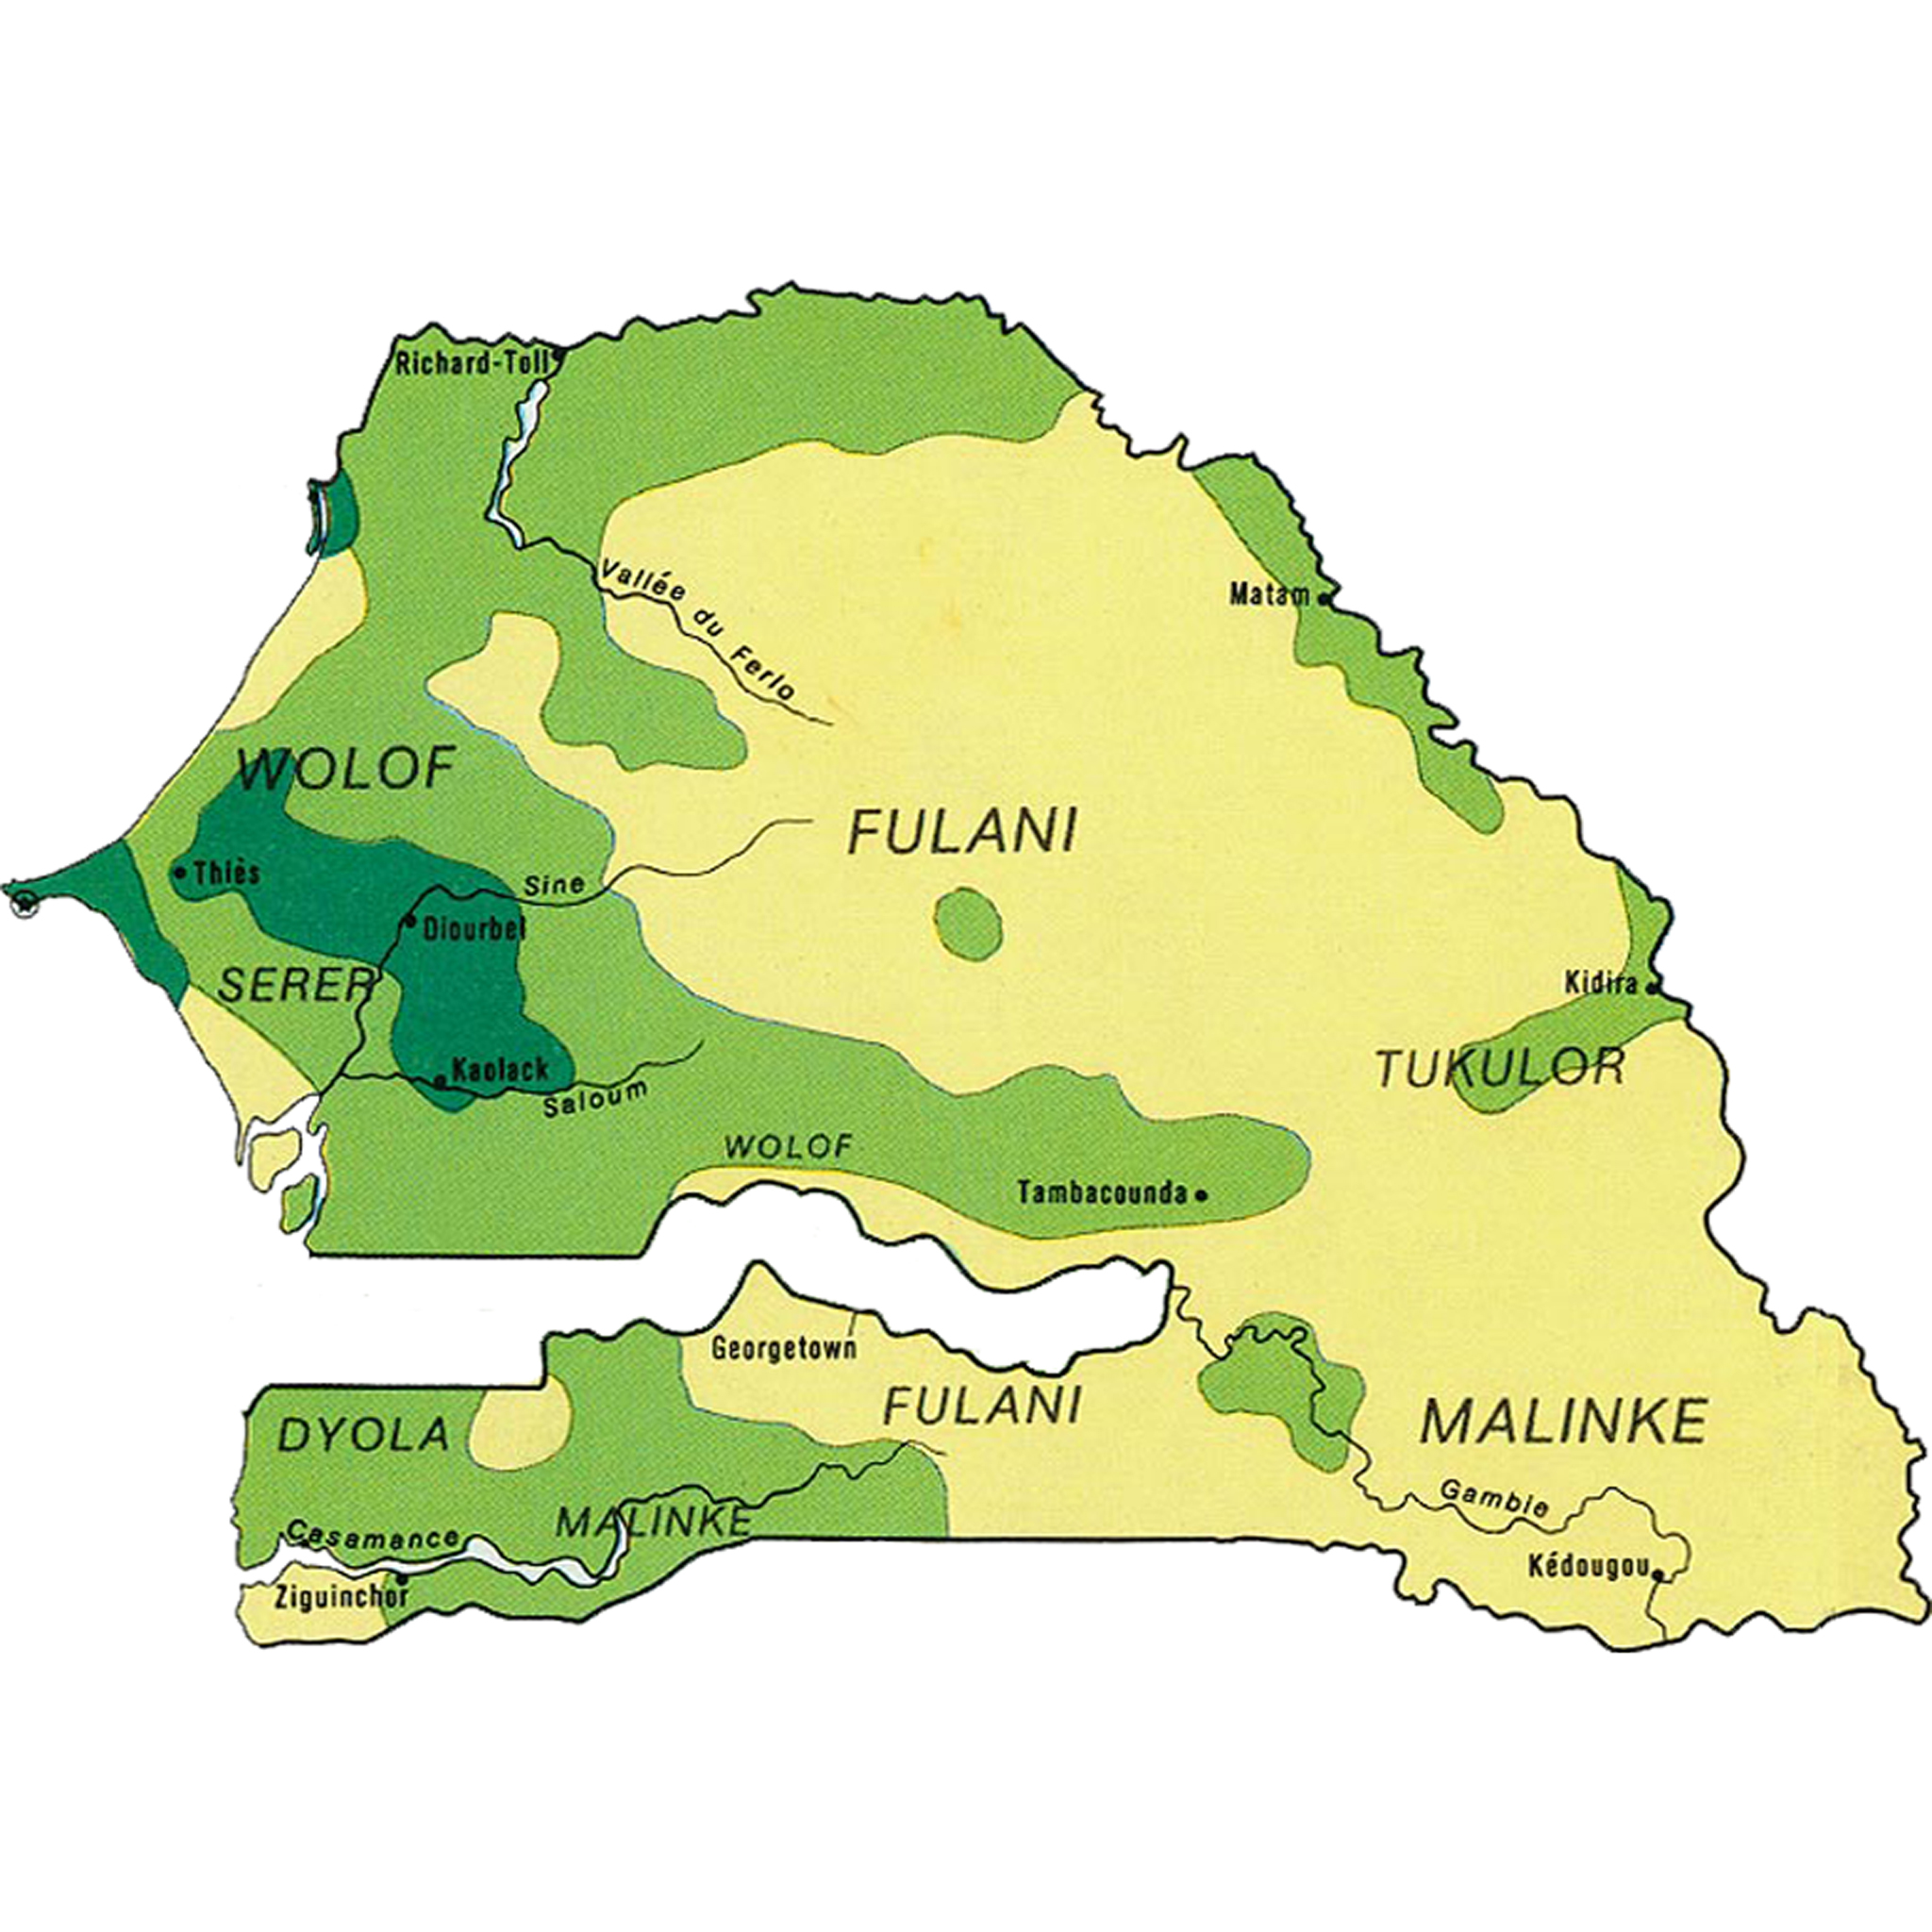 Richard-Toll
Vallée du Ferlo
Matam
WOLOF
FULANI
Thiès
Sine
Diourbel
SERER
Kidira
Kaolack
TUKULOR
Saloum
WOLOF
Tambacounda
Georgetown
FULANI
DYOLA
MALINKE
Gambie
MALINKE
Casamance
Kédougou
Ziguinchor